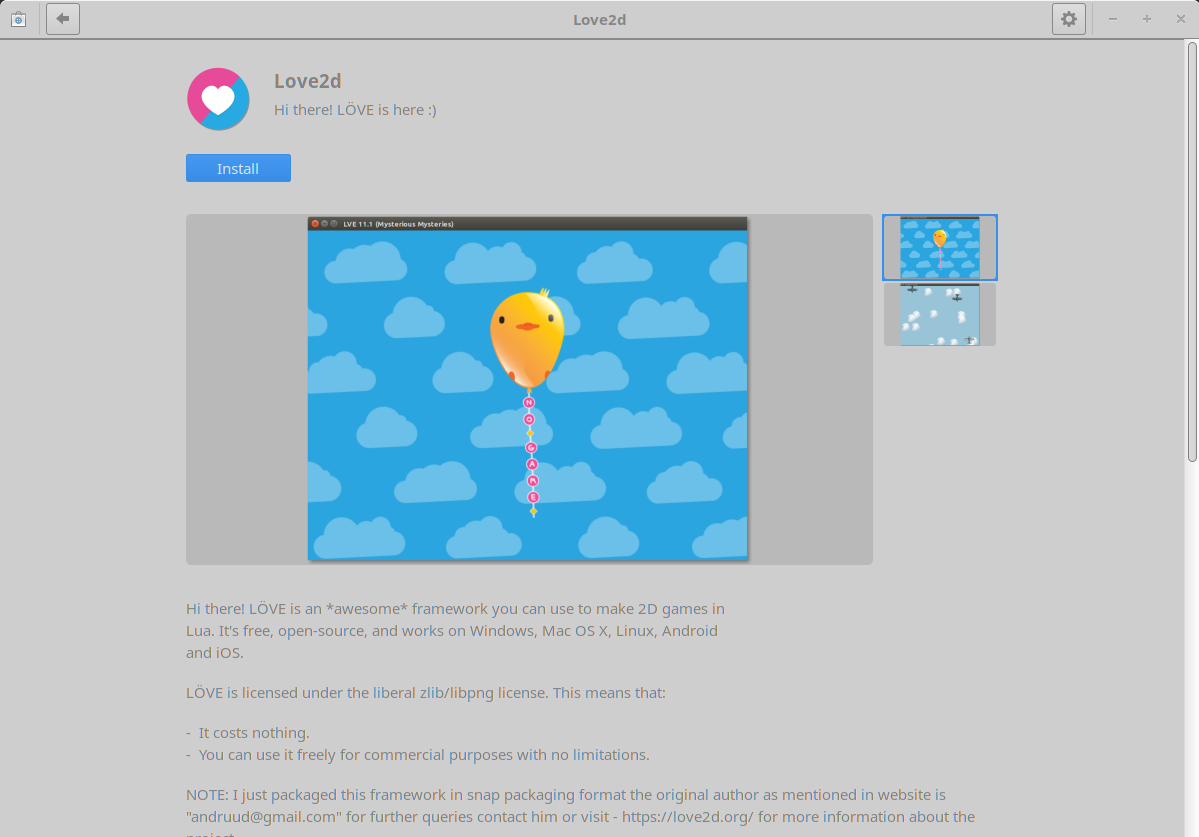 Love2d
Love2d
Hi there! LÖVE is here :)
Install
LVE 11.1 (Mysterious Mysteries)
N
O
G
A
M
E
Hi there! LÖVE is an *awesome* framework you can use to make 2D games in
Lua. It's free, open-source, and works on Windows, Mac OS X, Linux, Android
and iOS.
LÖVE is licensed under the liberal zlib/libpng license. This means that:
- It costs nothing.
- You can use it freely for commercial purposes with no limitations.
NOTE: I just packaged this framework in snap packaging format the original author as mentioned in website is
"andruud@gmail.com" for further queries contact him or visit - https://love2d.org/ for more information about the